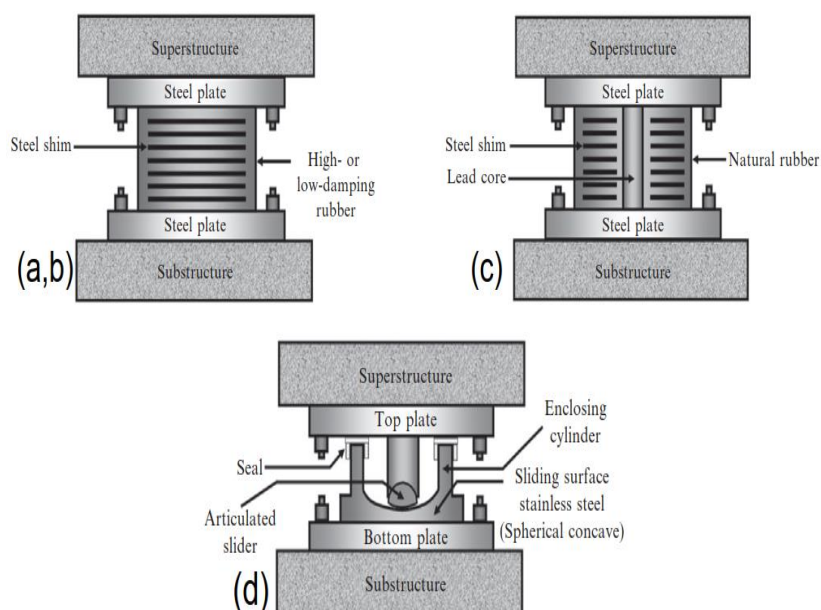 Superstructure
Steel plate
Steel shim
High- or
low-damping
rubber
Steel plate
Substructure
(a,b)
Superstructure
Steel plate
Steel shim
Lead core
Natural rubber
Steel plate
Substructure
(c)
Superstructure
Top plate
Enclosing
cylinder
Seal
Sliding surface
stainless steel
(Spherical concave)
Articulated
slider
Bottom plate
Substructure
(d)